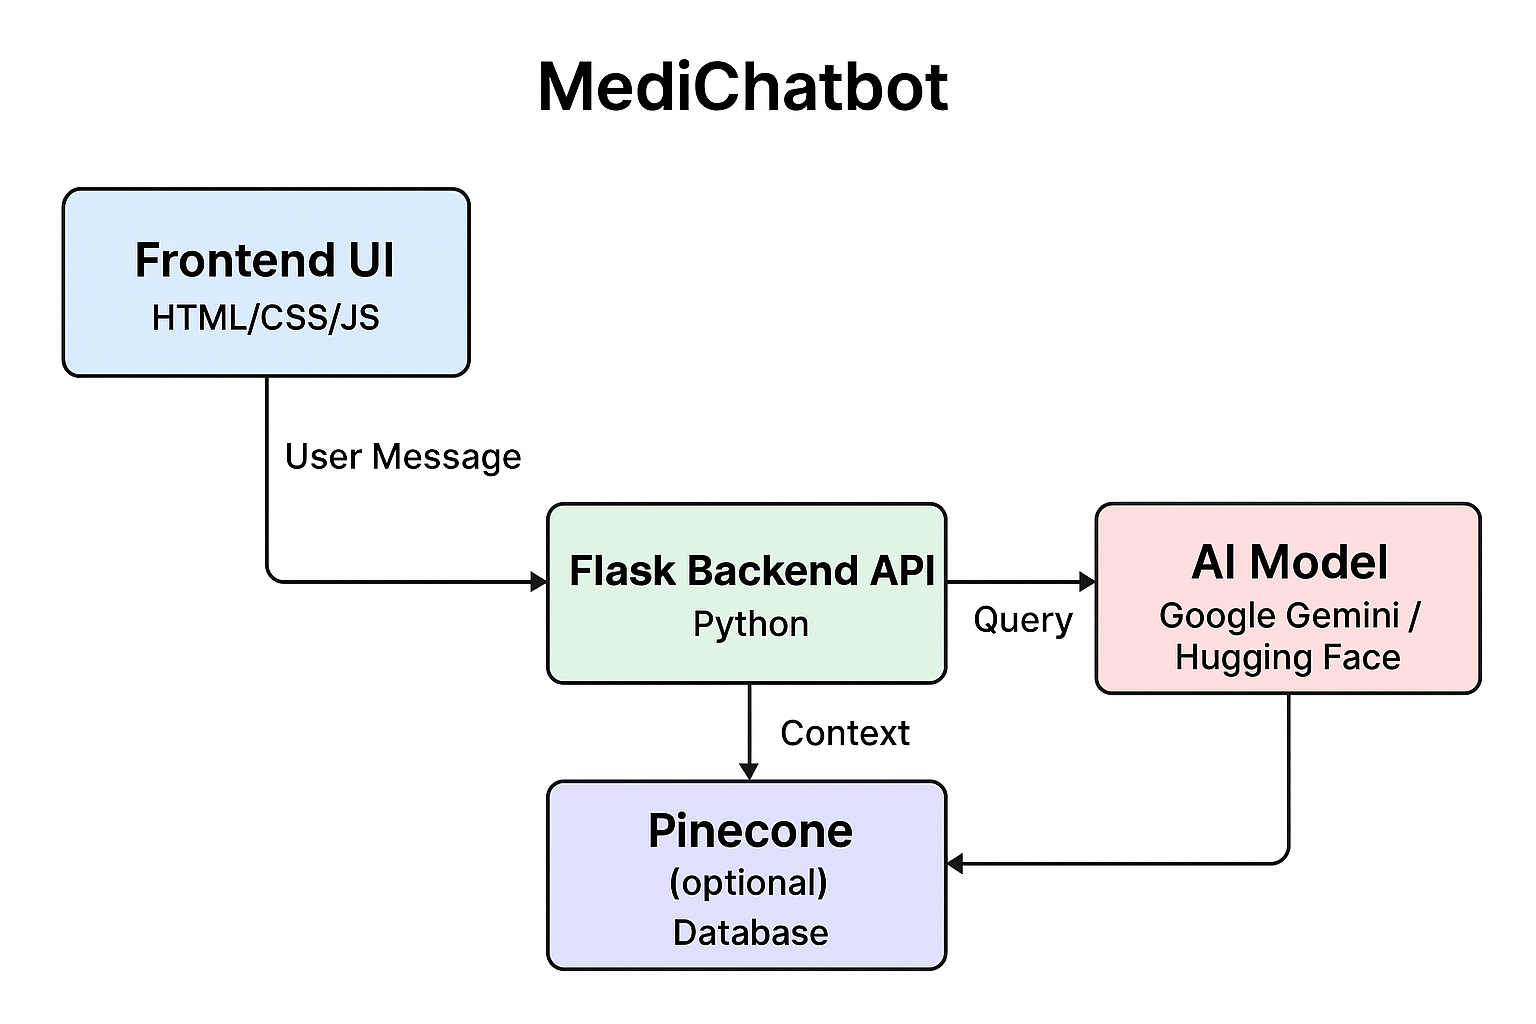 MediChatbot
Frontend UI
HTML/CSS/JS
User Message
Flask Backend API
Python
Query
AI Model
Google Gemini /
Hugging Face
Context
Pinecone
(optional)
Database